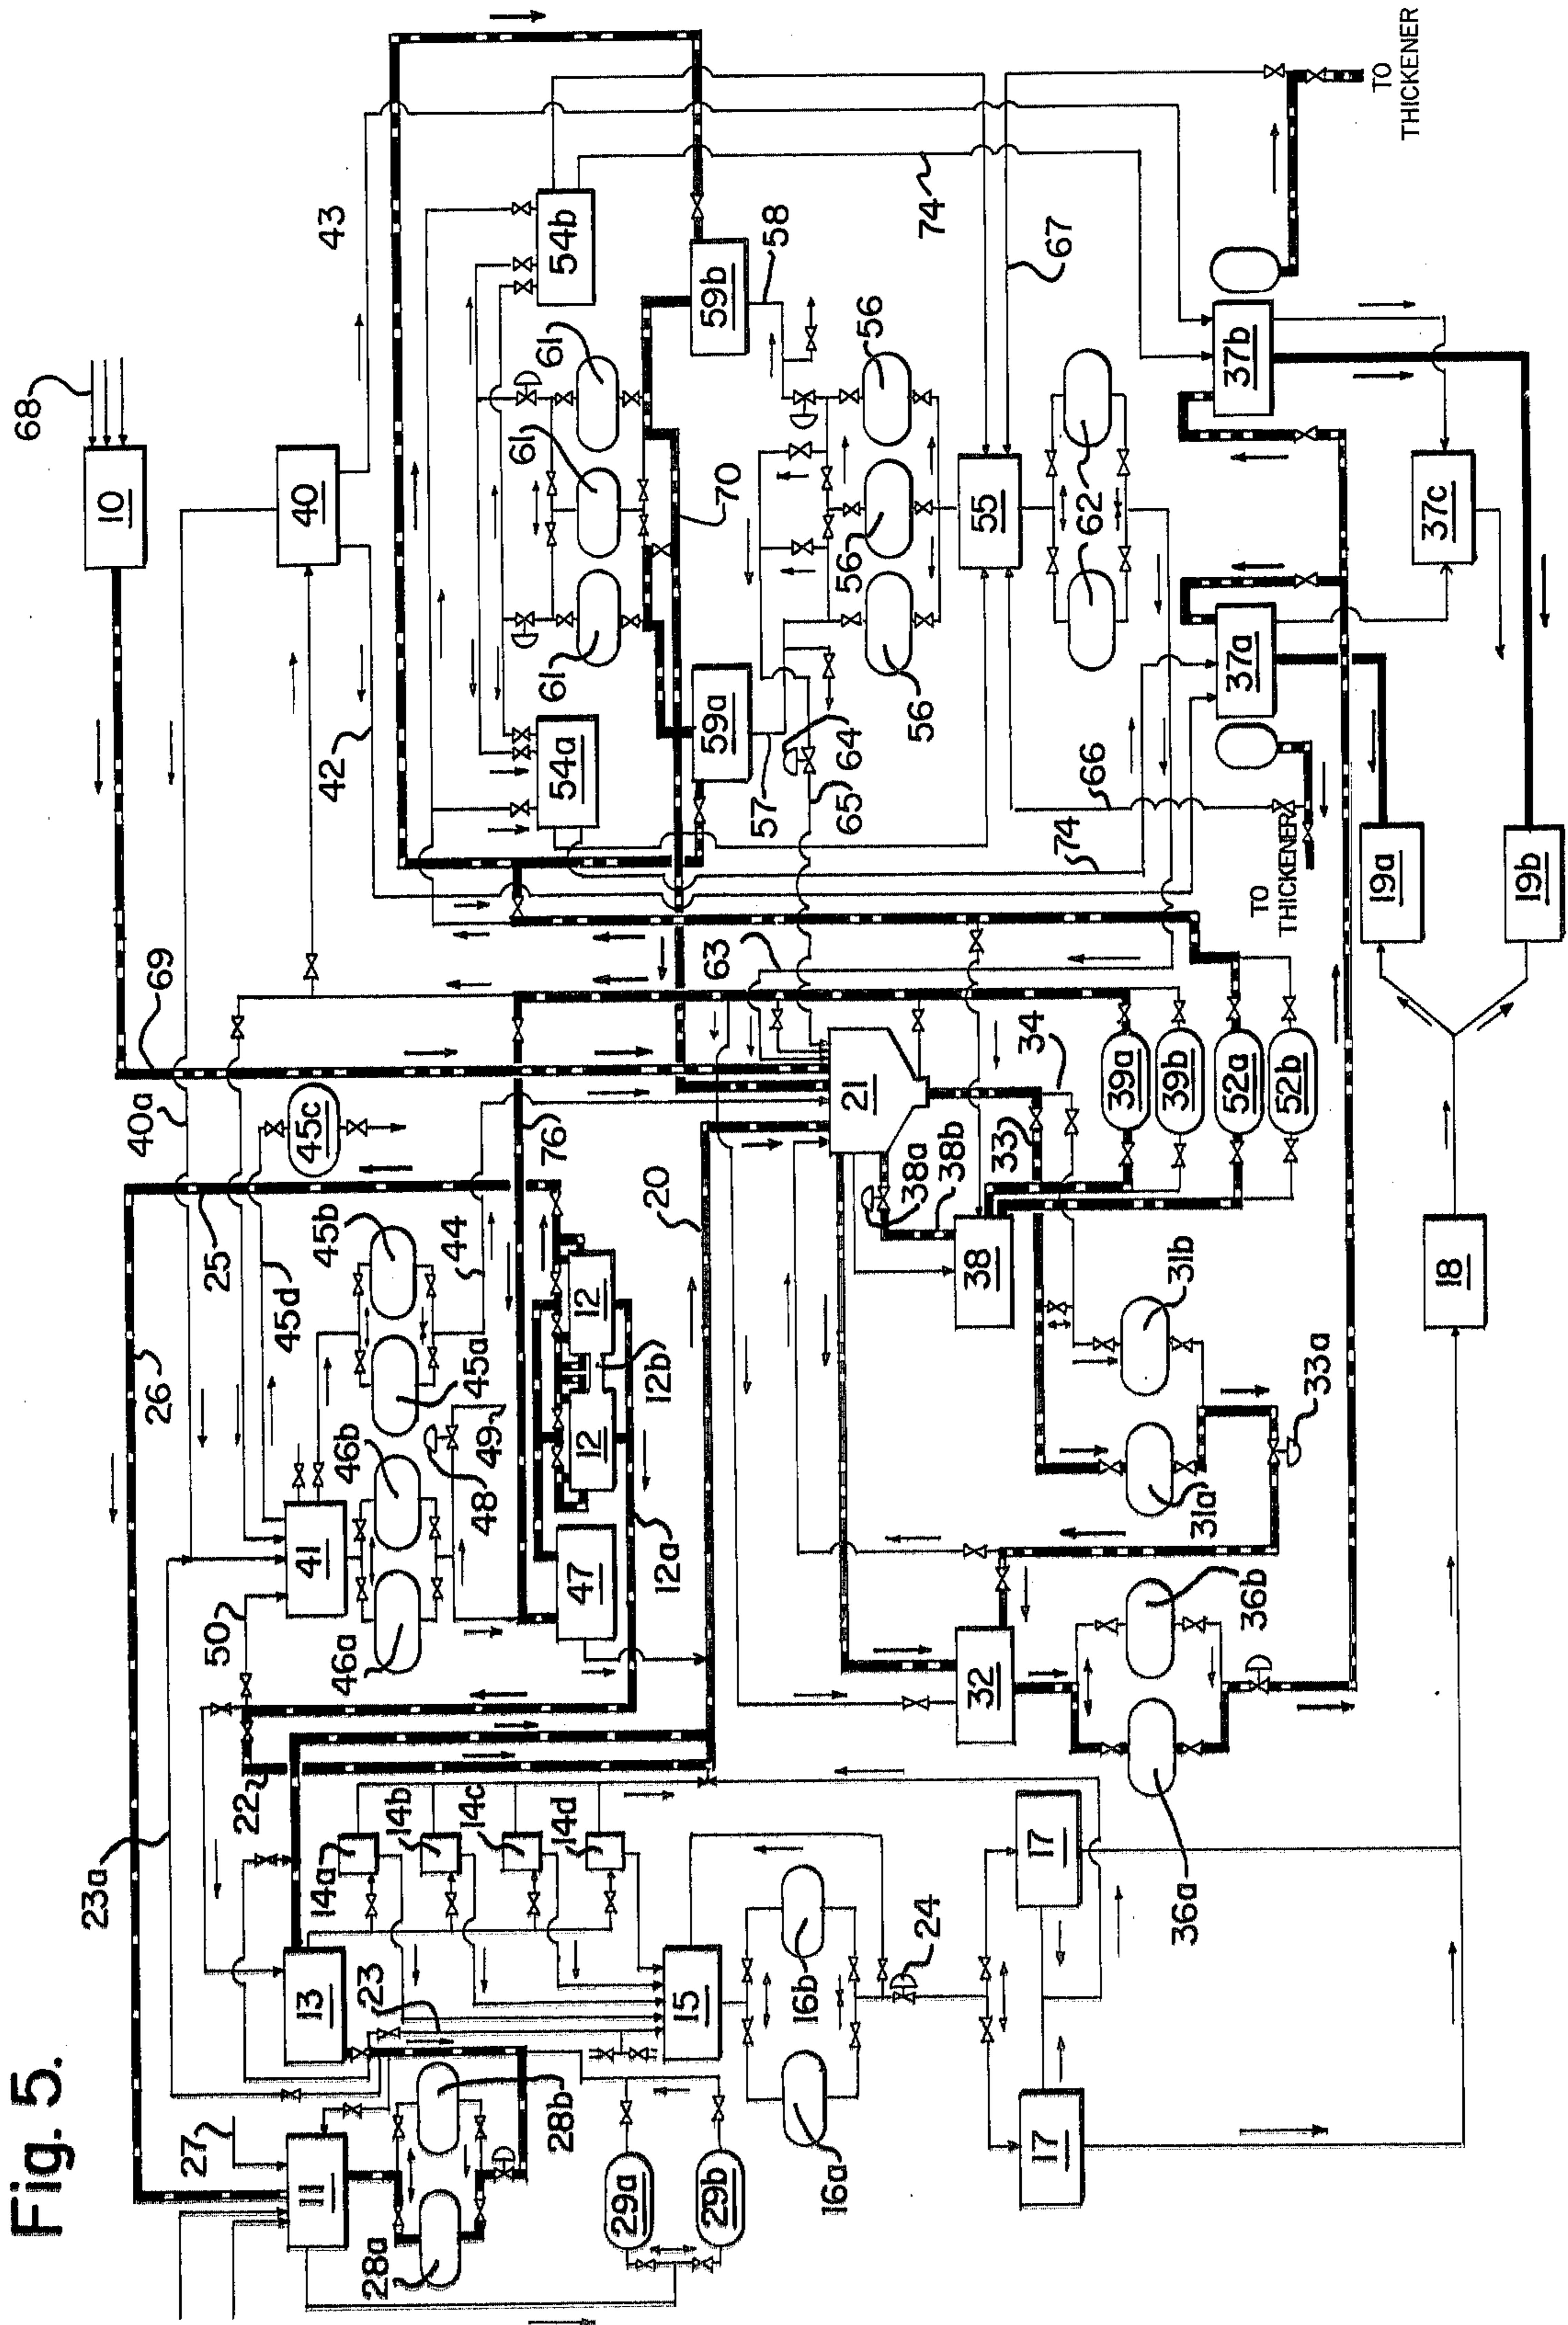 Fig. 5.
68
10
40
43
42
69
40a
45c
25
26
45d
45b
44
45a
76
46b
41
46a
50
48
49
47
12
12
12b
12a
23a
22
27
11
13
28a
28b
23
14a
14b
14c
14d
29a
29b
15
16a
16b
24
17
17
18
54a
54b
61
61
61
59a
59b
57
58
70
56
56
56
64
65
55
62
66
67
74
74
63
20
21
33
34
38
38a
38b
39a
39b
52a
52b
31a
31b
33a
32
36a
36b
37a
37b
37c
19a
19b
TO
THICKENER
TO
THICKENER